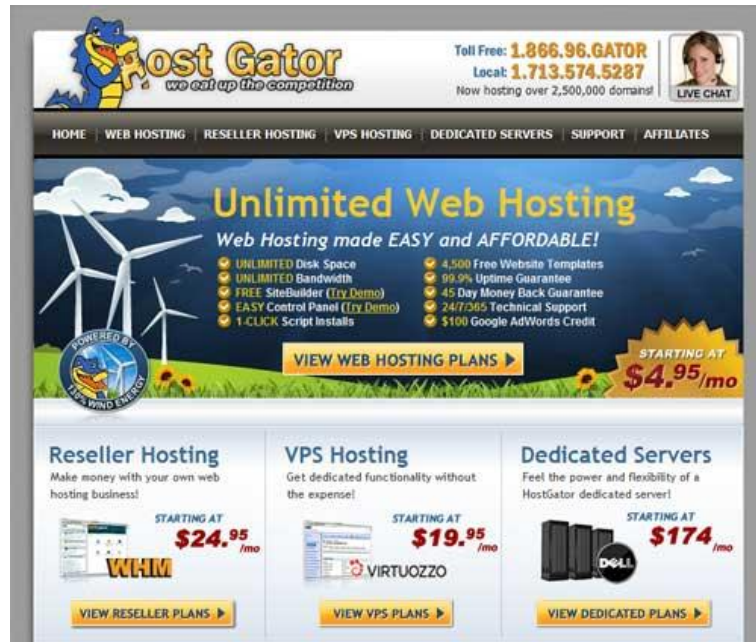 Host Gator
we eat up the competition
Toll Free: 1.866.96.GATOR
Local: 1.713.574.5287
Now hosting over 2,500,000 domains!
LIVE CHAT
HOME | WEB HOSTING | RESELLER HOSTING | VPS HOSTING | DEDICATED SERVERS | SUPPORT | AFFILIATES
Unlimited Web Hosting
Web Hosting made EASY and AFFORDABLE!
UNLIMITED Disk Space
UNLIMITED Bandwidth
FREE SiteBuilder (Try Demo)
EASY Control Panel (Try Demo)
1-CLICK Script Installs
4,500 Free Website Templates
99.9% Uptime Guarantee
45 Day Money Back Guarantee
24/7/365 Technical Support
$100 Google AdWords Credit
VIEW WEB HOSTING PLANS
STARTING AT
$4.95/mo
POWERED BY
130% WIND ENERGY
Reseller Hosting
Make money with your own web
hosting business!
STARTING AT
$24.95/mo
WHM
VIEW RESELLER PLANS
VPS Hosting
Get dedicated functionality without
the expense!
STARTING AT
$19.95/mo
VIRTUOZZO
VIEW VPS PLANS
Dedicated Servers
Feel the power and flexibility of a
HostGator dedicated server!
STARTING AT
$174/mo
DELL
VIEW DEDICATED PLANS